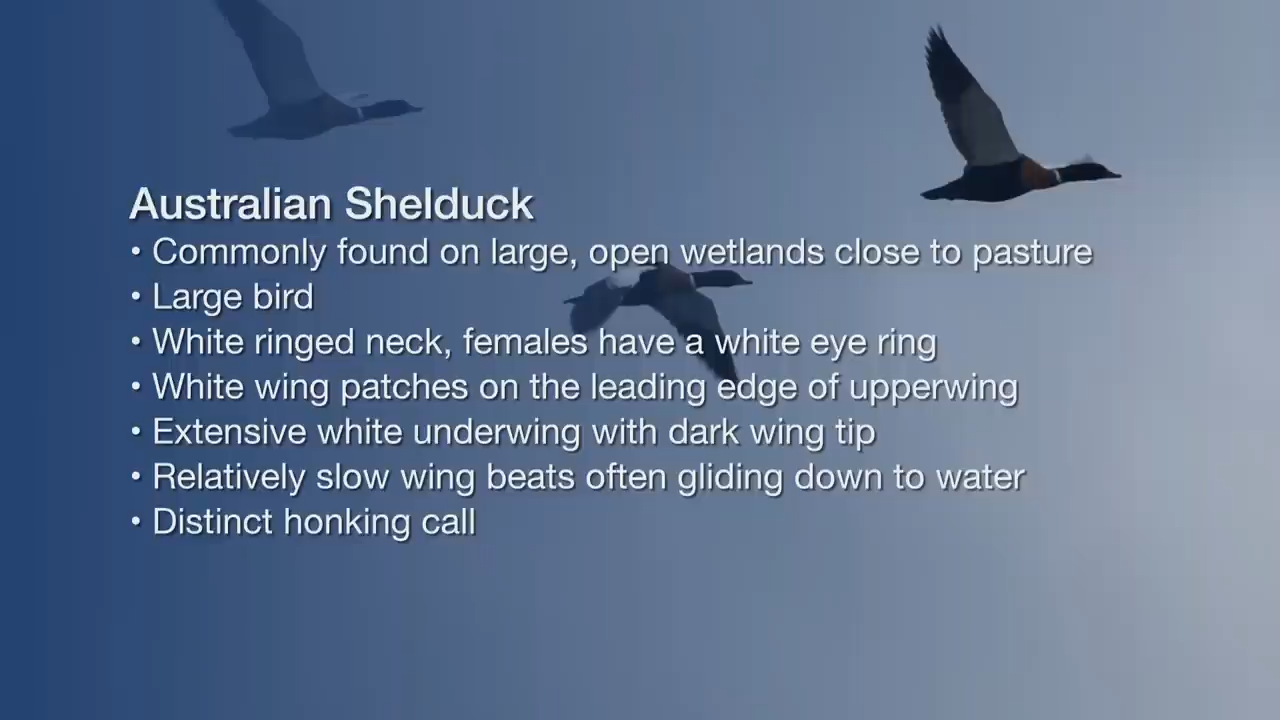 Australian Shelduck
• Commonly found on large, open wetlands close to pasture
• Large bird
• White ringed neck, females have a white eye ring
• White wing patches on the leading edge of upperwing
• Extensive white underwing with dark wing tip
• Relatively slow wing beats often gliding down to water
• Distinct honking call